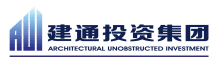 建通投资集团
ARCHITECTURAL UNOBSTRUCTED INVESTMENT